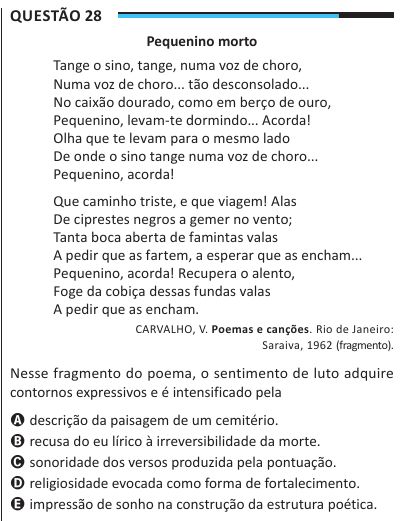 QUESTÃO 28
Pequenino morto
Tange o sino, tange, numa voz de choro,
Numa voz de choro... tão desconsolado...
No caixão dourado, como em berço de ouro,
Pequenino, levam-te dormindo... Acorda!
Olha que te levam para o mesmo lado
De onde o sino tange numa voz de choro...
Pequenino, acorda!
Que caminho triste, e que viagem! Alas
De ciprestes negros a gemer no vento;
Tanta boca aberta de famintas valas
A pedir que as fartem, a esperar que as encham...
Pequenino, acorda! Recupera o alento,
Foge da cobiça dessas fundas valas
A pedir que as encham.
CARVALHO, V. Poemas e canções. Rio de Janeiro:
Saraiva, 1962 (fragmento).
Nesse fragmento do poema, o sentimento de luto adquire
contornos expressivos e é intensificado pela
A descrição da paisagem de um cemitério.
B recusa do eu lírico à irreversibilidade da morte.
C sonoridade dos versos produzida pela pontuação.
D religiosidade evocada como forma de fortalecimento.
E impressão de sonho na construção da estrutura poética.